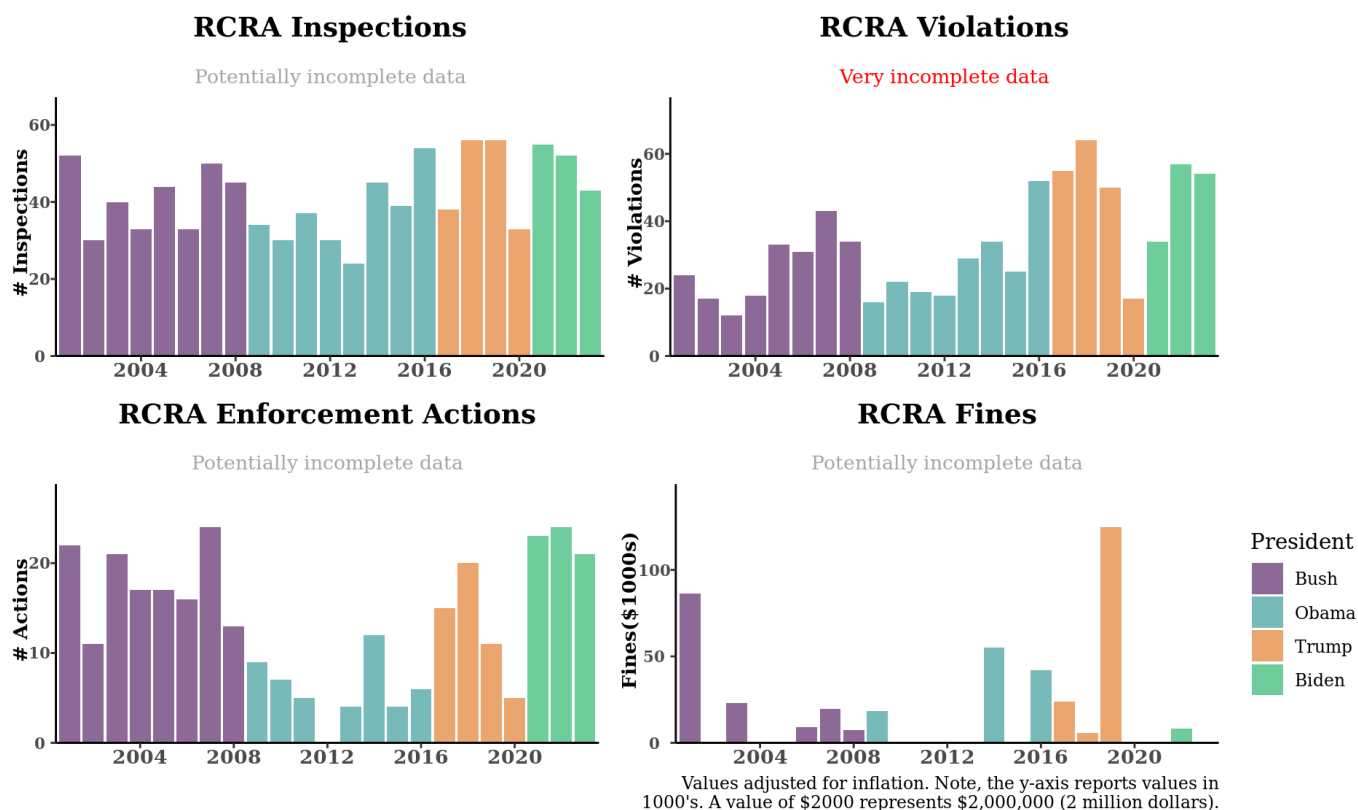 RCRA Inspections
Potentially incomplete data
# Inspections
60
40
20
0
2004
2008
2012
2016
2020
RCRA Violations
Very incomplete data
# Violations
60
40
20
0
2004
2008
2012
2016
2020
RCRA Enforcement Actions
Potentially incomplete data
# Actions
20
10
0
2004
2008
2012
2016
2020
RCRA Fines
Potentially incomplete data
Fines($1000s)
100
50
0
2004
2008
2012
2016
2020
President
Bush
Obama
Trump
Biden
Values adjusted for inflation. Note, the y-axis reports values in
1000's. A value of $2000 represents $2,000,000 (2 million dollars).